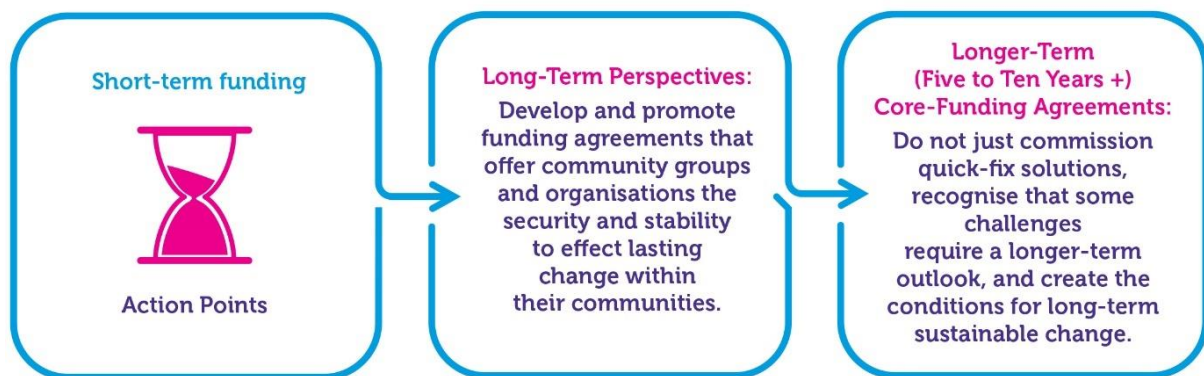 Short-term funding
Action Points
Long-Term Perspectives:
Develop and promote
funding agreements that
offer community groups
and organisations the
security and stability
to effect lasting
change within
their communities.
Longer-Term
(Five to Ten Years +)
Core-Funding Agreements:
Do not just commission
quick-fix solutions,
recognise that some
challenges
require a longer-term
outlook, and create the
conditions for long-term
sustainable change.